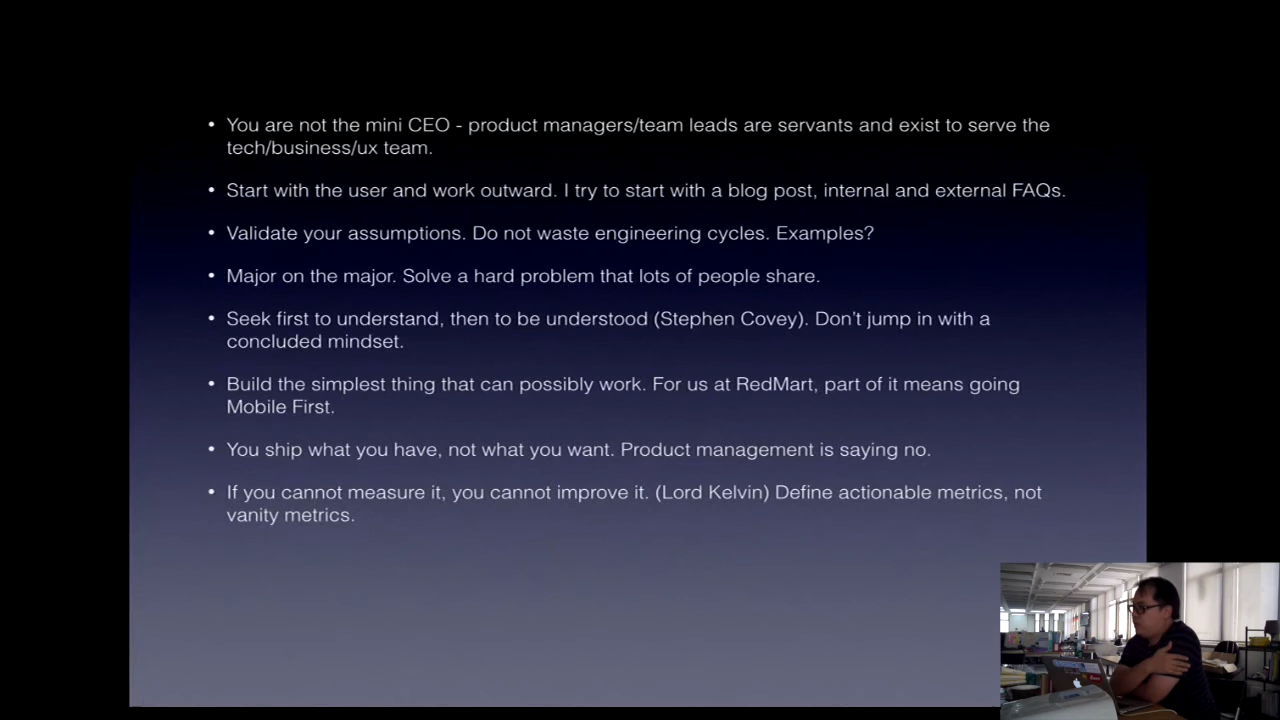 • You are not the mini CEO - product managers/team leads are servants and exist to serve the
tech/business/ux team.
• Start with the user and work outward. I try to start with a blog post, internal and external FAQs.
• Validate your assumptions. Do not waste engineering cycles. Examples?
• Major on the major. Solve a hard problem that lots of people share.
• Seek first to understand, then to be understood (Stephen Covey). Don’t jump in with a
concluded mindset.
• Build the simplest thing that can possibly work. For us at RedMart, part of it means going
Mobile First.
• You ship what you have, not what you want. Product management is saying no.
• If you cannot measure it, you cannot improve it. (Lord Kelvin) Define actionable metrics, not
vanity metrics.